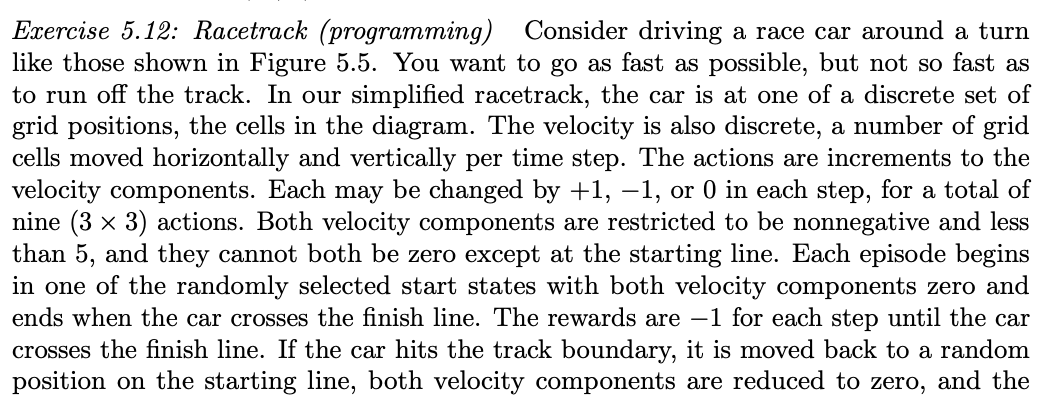 Exercise 5.12: Racetrack (programming) Consider driving a race car around a turn
like those shown in Figure 5.5. You want to go as fast as possible, but not so fast as
to run off the track. In our simplified racetrack, the car is at one of a discrete set of
grid positions, the cells in the diagram. The velocity is also discrete, a number of grid
cells moved horizontally and vertically per time step. The actions are increments to the
velocity components. Each may be changed by +1, −1, or 0 in each step, for a total of
nine (3 × 3) actions. Both velocity components are restricted to be nonnegative and less
than 5, and they cannot both be zero except at the starting line. Each episode begins
in one of the randomly selected start states with both velocity components zero and
ends when the car crosses the finish line. The rewards are −1 for each step until the car
crosses the finish line. If the car hits the track boundary, it is moved back to a random
position on the starting line, both velocity components are reduced to zero, and the